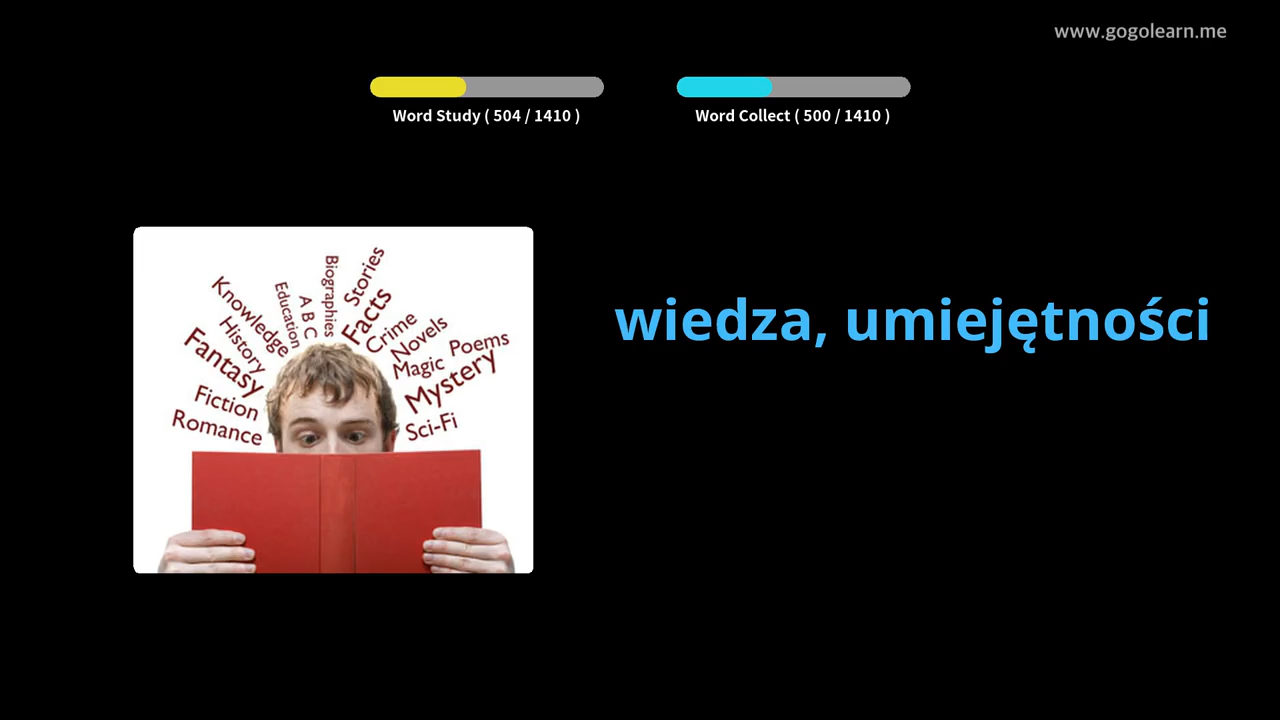 www.gogolearn.me
Word Study ( 504 / 1410 )
Word Collect ( 500 / 1410 )
wiedza, umiejętności
Knowledge
History
Fantasy
Fiction
Romance
Education
A B C
Biographies
Stories
Facts
Crime
Novels
Magic
Poems
Mystery
Sci-Fi